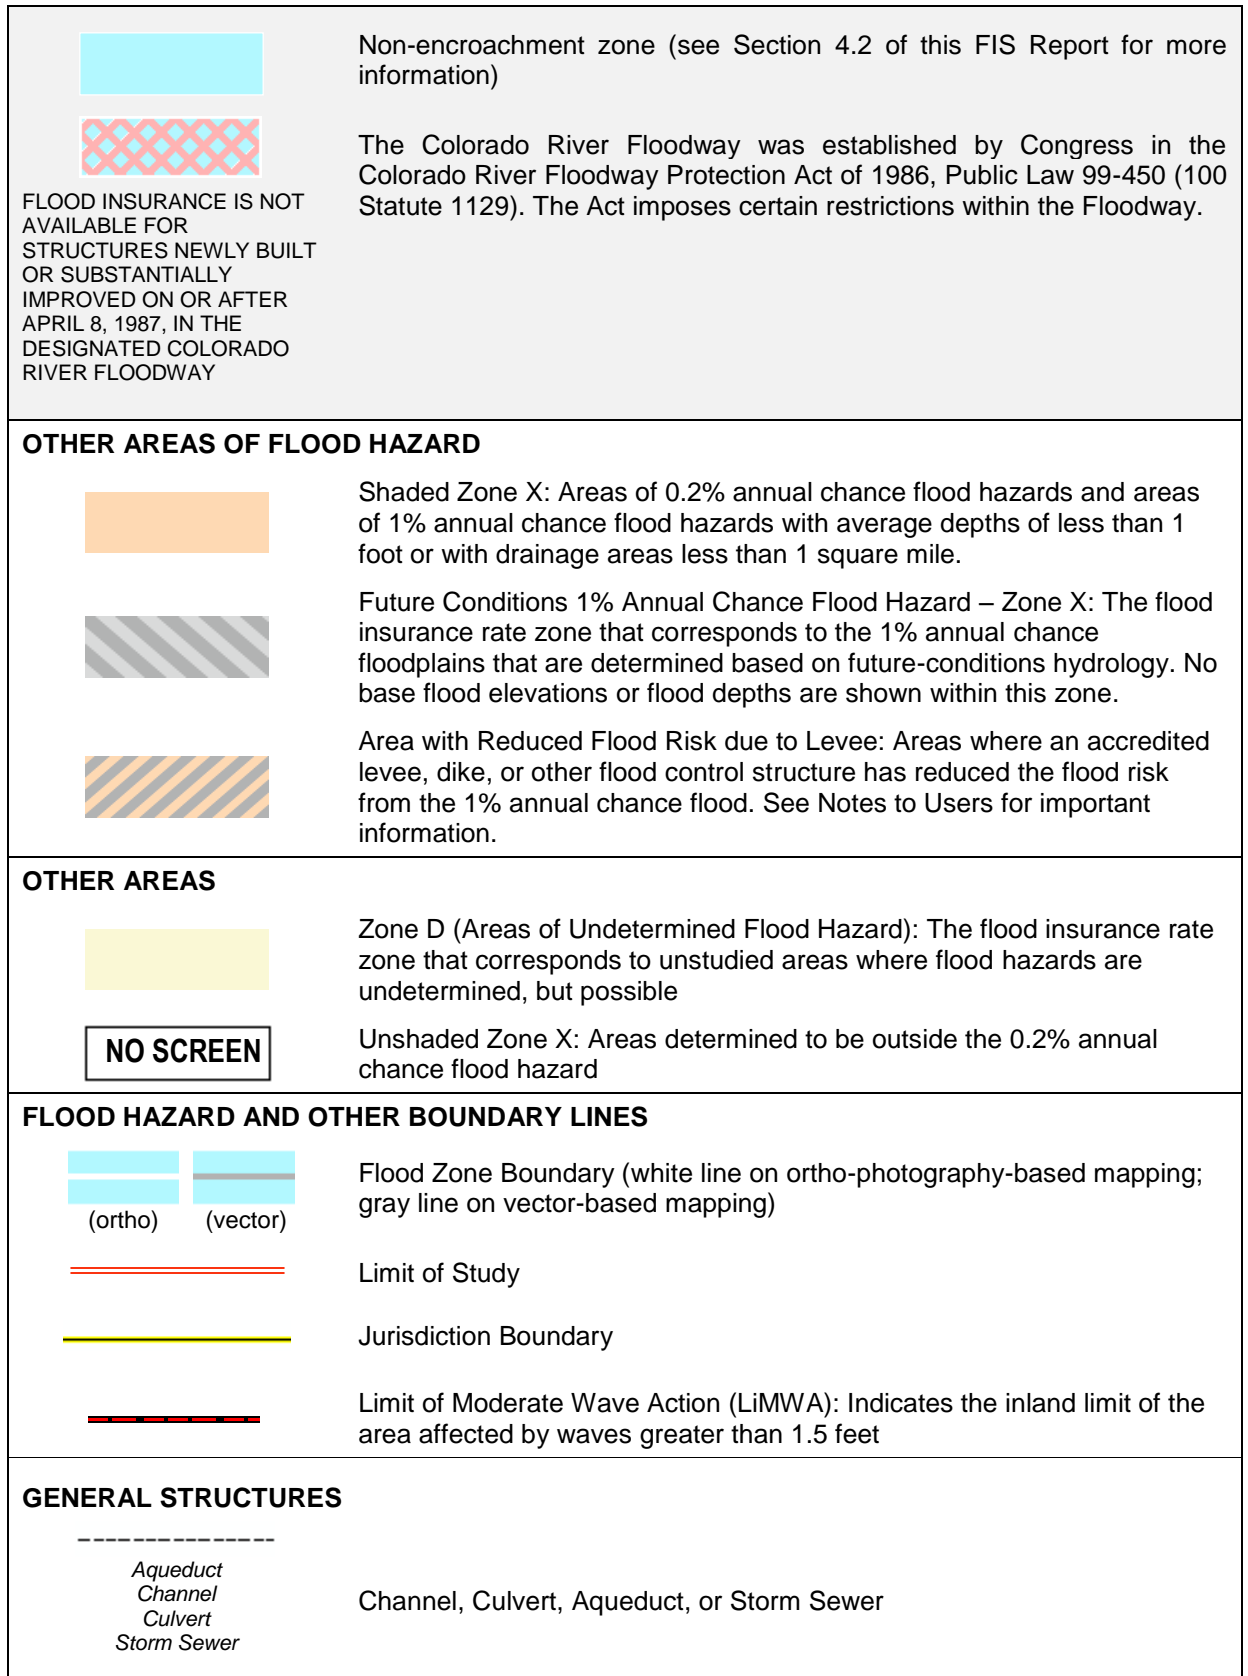 Non-encroachment zone (see Section 4.2 of this FIS Report for more
information)
The Colorado River Floodway was established by Congress in the
Colorado River Floodway Protection Act of 1986, Public Law 99-450 (100
Statute 1129). The Act imposes certain restrictions within the Floodway.
FLOOD INSURANCE IS NOT
AVAILABLE FOR
STRUCTURES NEWLY BUILT
OR SUBSTANTIALLY
IMPROVED ON OR AFTER
APRIL 8, 1987, IN THE
DESIGNATED COLORADO
RIVER FLOODWAY
OTHER AREAS OF FLOOD HAZARD
Shaded Zone X: Areas of 0.2% annual chance flood hazards and areas
of 1% annual chance flood hazards with average depths of less than 1
foot or with drainage areas less than 1 square mile.
Future Conditions 1% Annual Chance Flood Hazard – Zone X: The flood
insurance rate zone that corresponds to the 1% annual chance
floodplains that are determined based on future-conditions hydrology. No
base flood elevations or flood depths are shown within this zone.
Area with Reduced Flood Risk due to Levee: Areas where an accredited
levee, dike, or other flood control structure has reduced the flood risk
from the 1% annual chance flood. See Notes to Users for important
information.
OTHER AREAS
Zone D (Areas of Undetermined Flood Hazard): The flood insurance rate
zone that corresponds to unstudied areas where flood hazards are
undetermined, but possible
NO SCREEN
Unshaded Zone X: Areas determined to be outside the 0.2% annual
chance flood hazard
FLOOD HAZARD AND OTHER BOUNDARY LINES
(ortho) (vector)
Flood Zone Boundary (white line on ortho-photography-based mapping;
gray line on vector-based mapping)
Limit of Study
Jurisdiction Boundary
Limit of Moderate Wave Action (LiMWA): Indicates the inland limit of the
area affected by waves greater than 1.5 feet
GENERAL STRUCTURES
Aqueduct
Channel
Culvert
Storm Sewer
Channel, Culvert, Aqueduct, or Storm Sewer